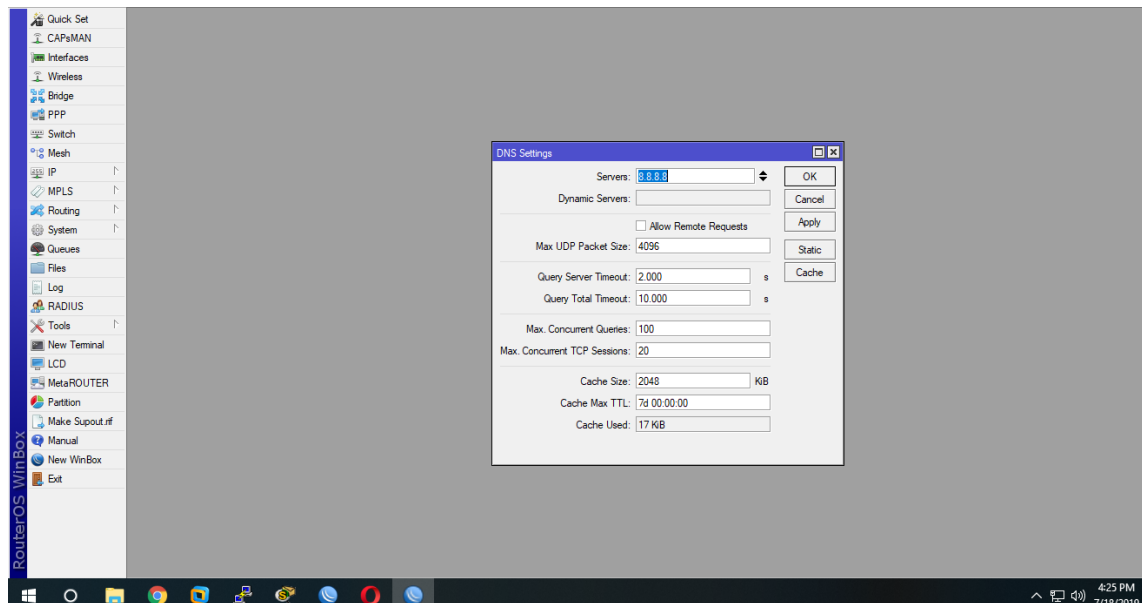 Quick Set
CAPsMAN
Interfaces
Wireless
Bridge
PPP
Switch
Mesh
IP
MPLS
Routing
System
Queues
Files
Log
RADIUS
Tools
New Terminal
LCD
MetaROUTER
Partition
Make Supout.rif
Manual
New WinBox
Exit
RouterOS WinBox
DNS Settings
Servers: 8.8.8.8
OK
Dynamic Servers:
Cancel
Allow Remote Requests
Apply
Max UDP Packet Size: 4096
Static
Query Server Timeout: 2.000 s
Cache
Query Total Timeout: 10.000 s
Max. Concurrent Queries: 100
Max. Concurrent TCP Sessions: 20
Cache Size: 2048 KiB
Cache Max TTL: 7d 00:00:00
Cache Used: 17 KiB
4:25 PM
7/18/2019